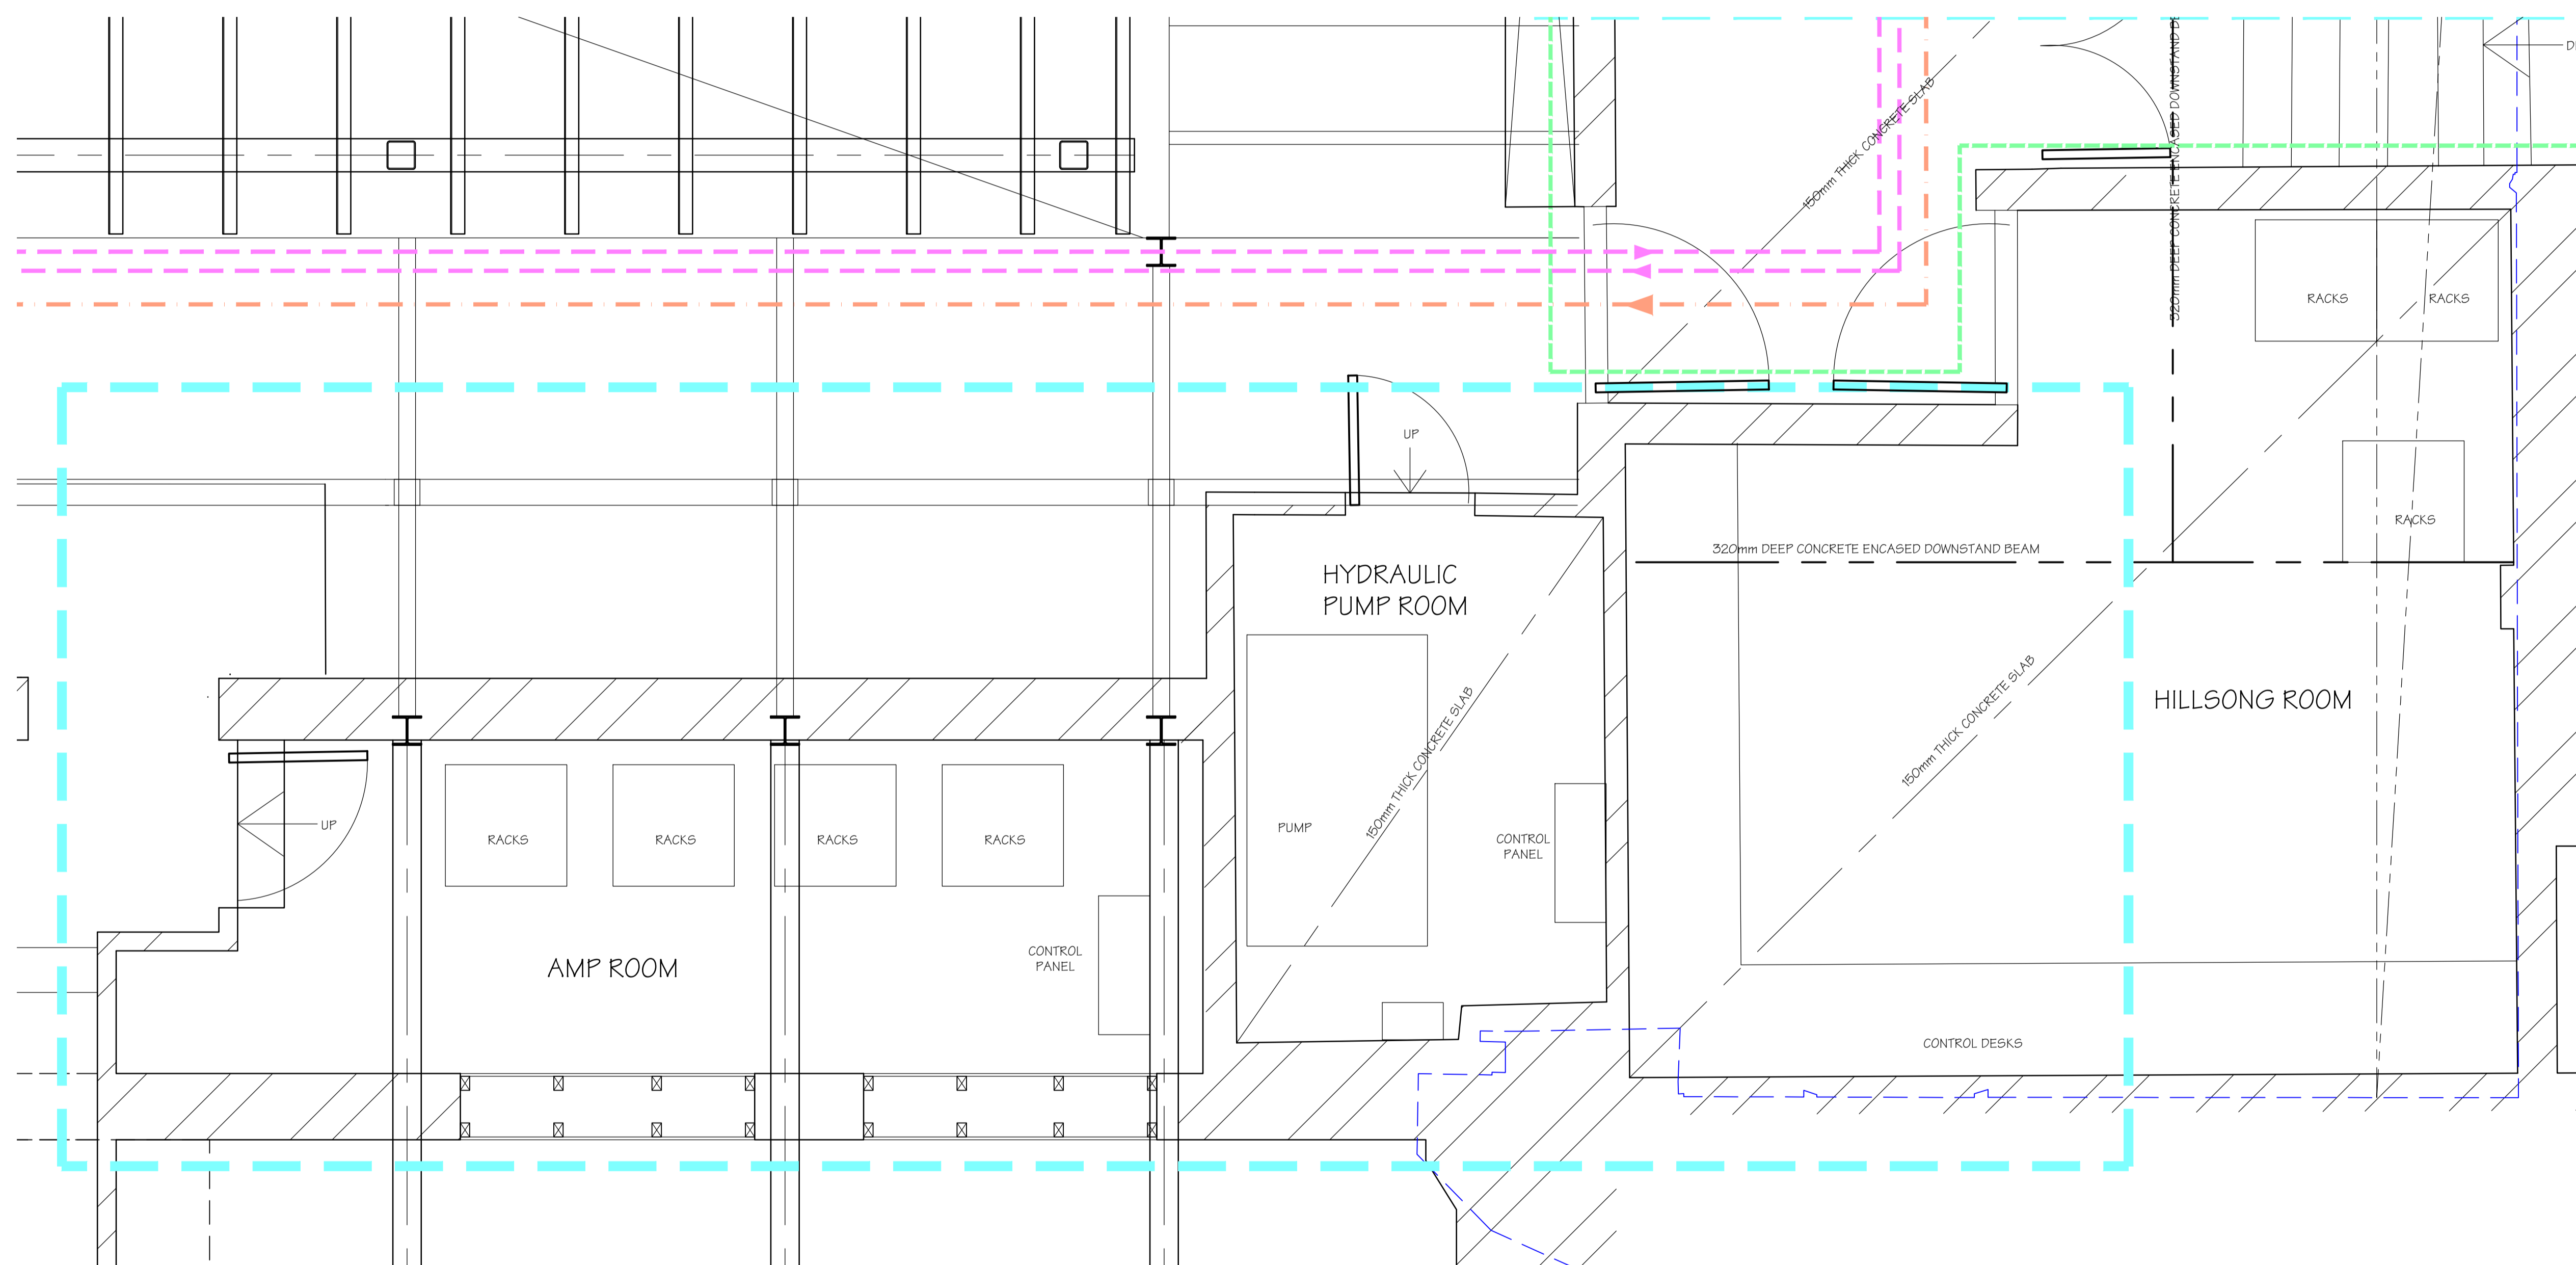 150mm THICK CONCRETE SLAB
320mm DEEP CONCRETE ENCASED DOWNSTAND
RACKS
RACKS
UP
RACKS
320mm DEEP CONCRETE ENCASED DOWNSTAND BEAM
HYDRAULIC
PUMP ROOM
HILLSONG ROOM
150mm THICK CONCRETE SLAB
150mm THICK CONCRETE SLAB
UP
RACKS
RACKS
RACKS
RACKS
PUMP
CONTROL
PANEL
CONTROL
PANEL
AMP ROOM
CONTROL DESKS